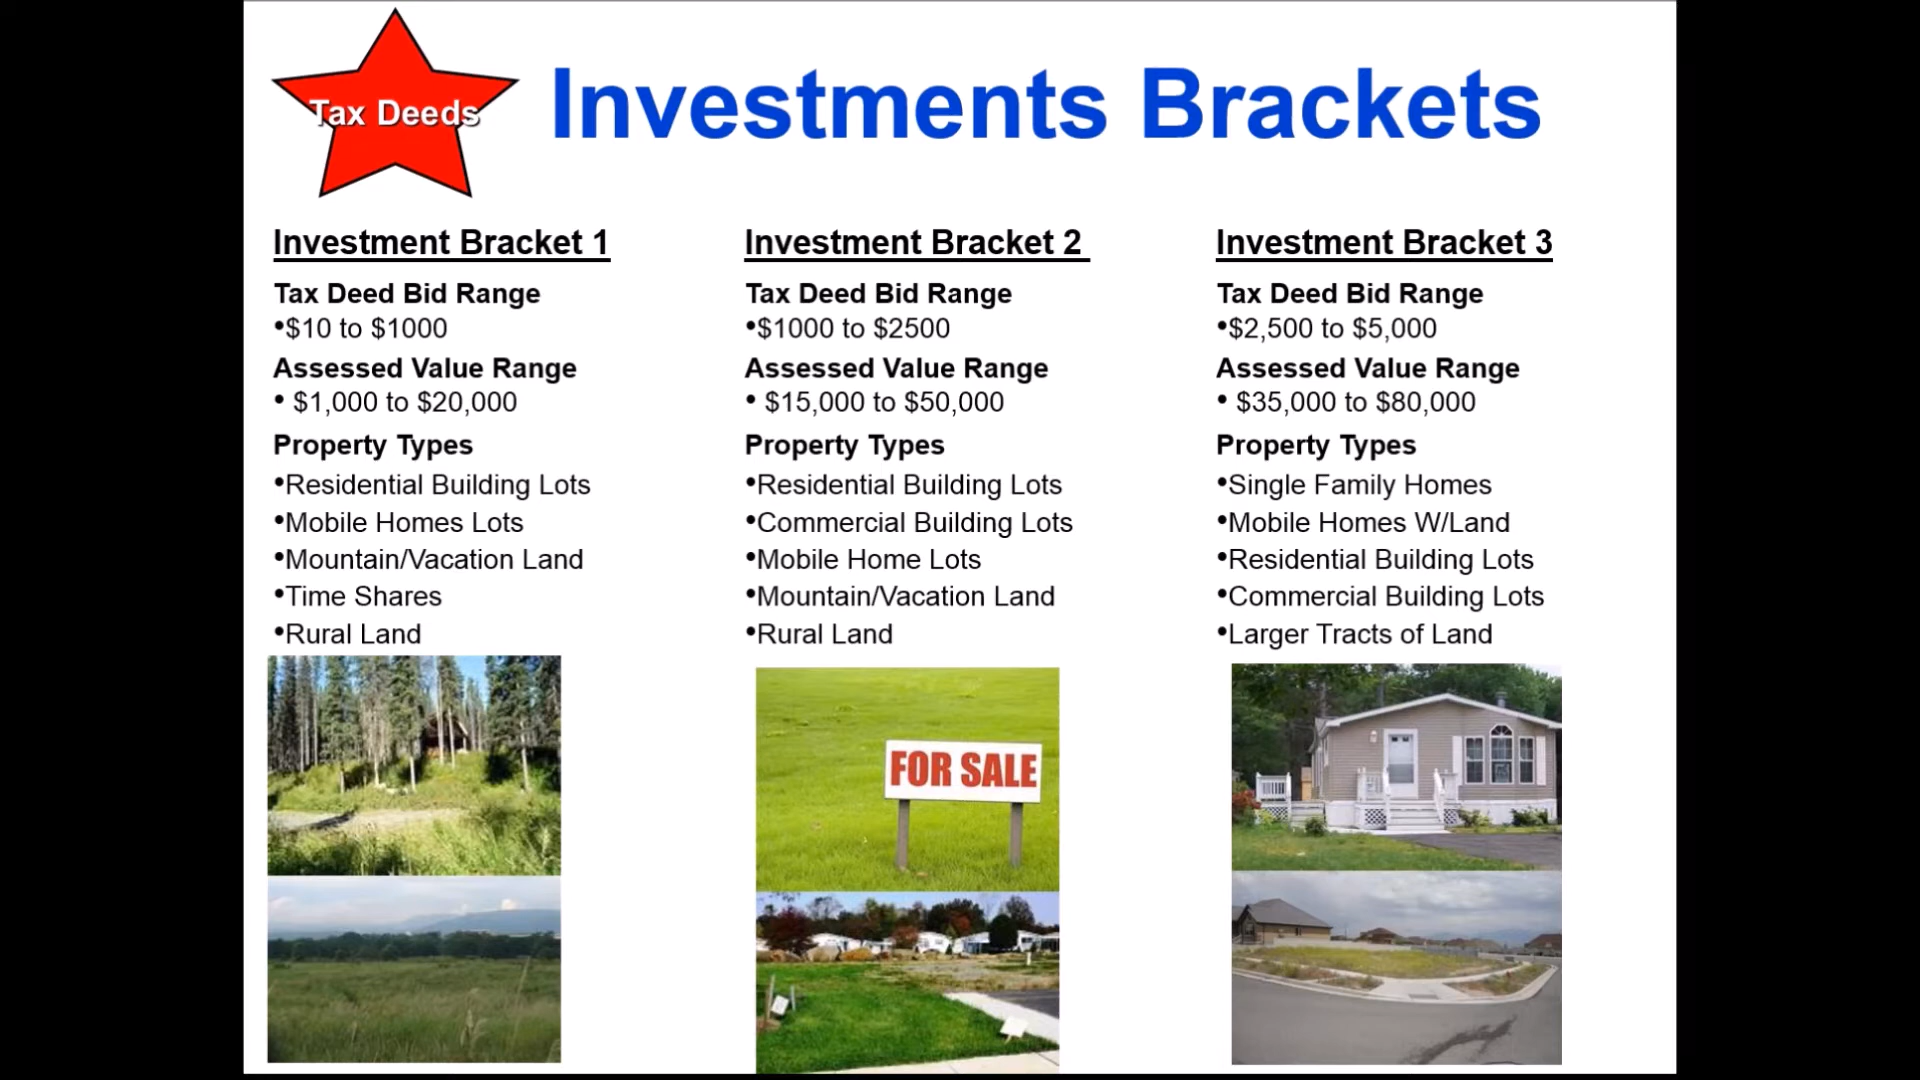 Tax Deeds
Investments Brackets
Investment Bracket 1
Tax Deed Bid Range
•$10 to $1000
Assessed Value Range
• $1,000 to $20,000
Property Types
•Residential Building Lots
•Mobile Homes Lots
•Mountain/Vacation Land
•Time Shares
•Rural Land
Investment Bracket 2
Tax Deed Bid Range
•$1000 to $2500
Assessed Value Range
• $15,000 to $50,000
Property Types
•Residential Building Lots
•Commercial Building Lots
•Mobile Home Lots
•Mountain/Vacation Land
•Rural Land
FOR SALE
Investment Bracket 3
Tax Deed Bid Range
•$2,500 to $5,000
Assessed Value Range
• $35,000 to $80,000
Property Types
•Single Family Homes
•Mobile Homes W/Land
•Residential Building Lots
•Commercial Building Lots
•Larger Tracts of Land